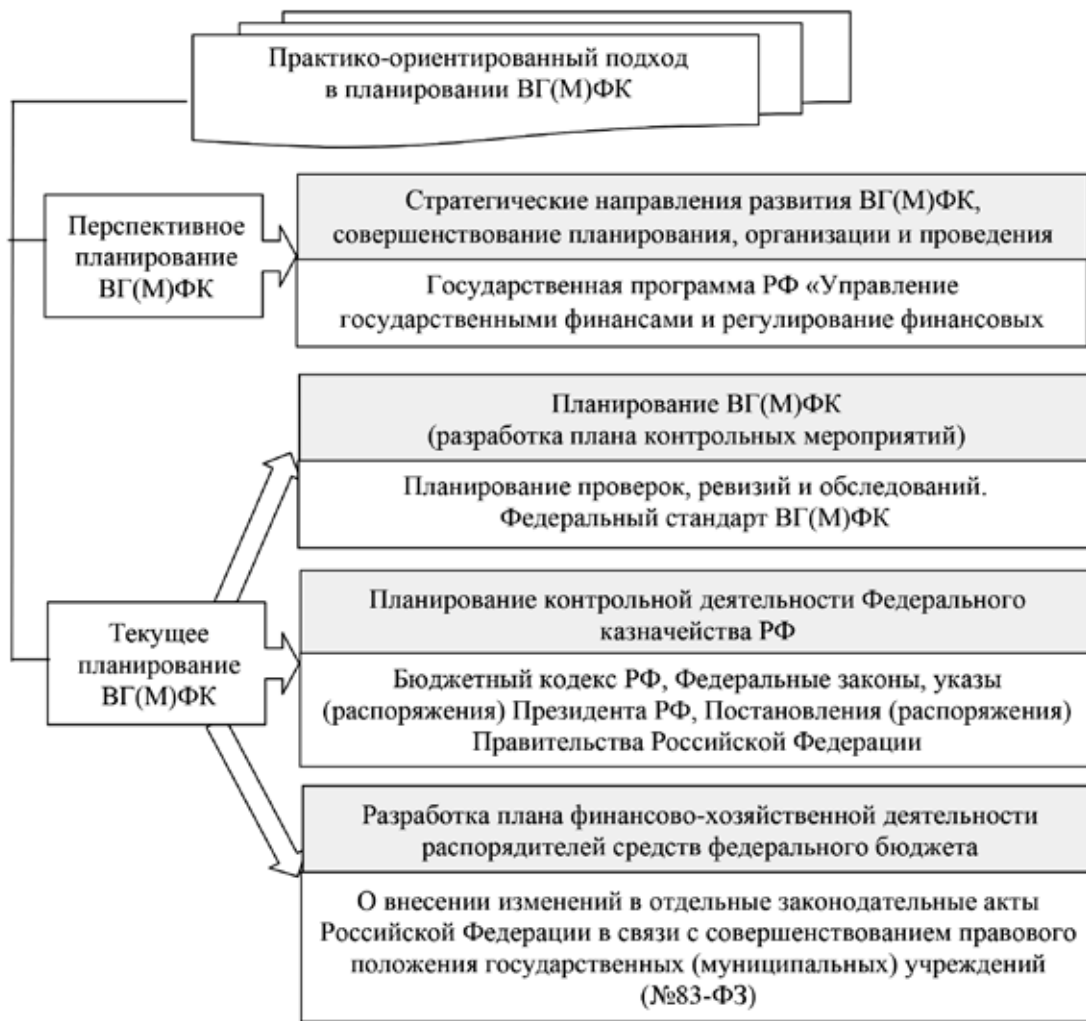 Практико-ориентированный подход
в планировании ВГ(М)ФК
Перспективное
планирование
ВГ(М)ФК
Стратегические направления развития ВГ(М)ФК,
совершенствование планирования, организации и проведения
Государственная программа РФ «Управление
государственными финансами и регулирование финансовых
Планирование ВГ(М)ФК
(разработка плана контрольных мероприятий)
Планирование проверок, ревизий и обследований.
Федеральный стандарт ВГ(М)ФК
Текущее
планирование
ВГ(М)ФК
Планирование контрольной деятельности Федерального
казначейства РФ
Бюджетный кодекс РФ, Федеральные законы, указы
(распоряжения) Президента РФ, Постановления (распоряжения)
Правительства Российской Федерации
Разработка плана финансово-хозяйственной деятельности
распорядителей средств федерального бюджета
О внесении изменений в отдельные законодательные акты
Российской Федерации в связи с совершенствованием правового
положения государственных (муниципальных) учреждений
(№83-ФЗ)